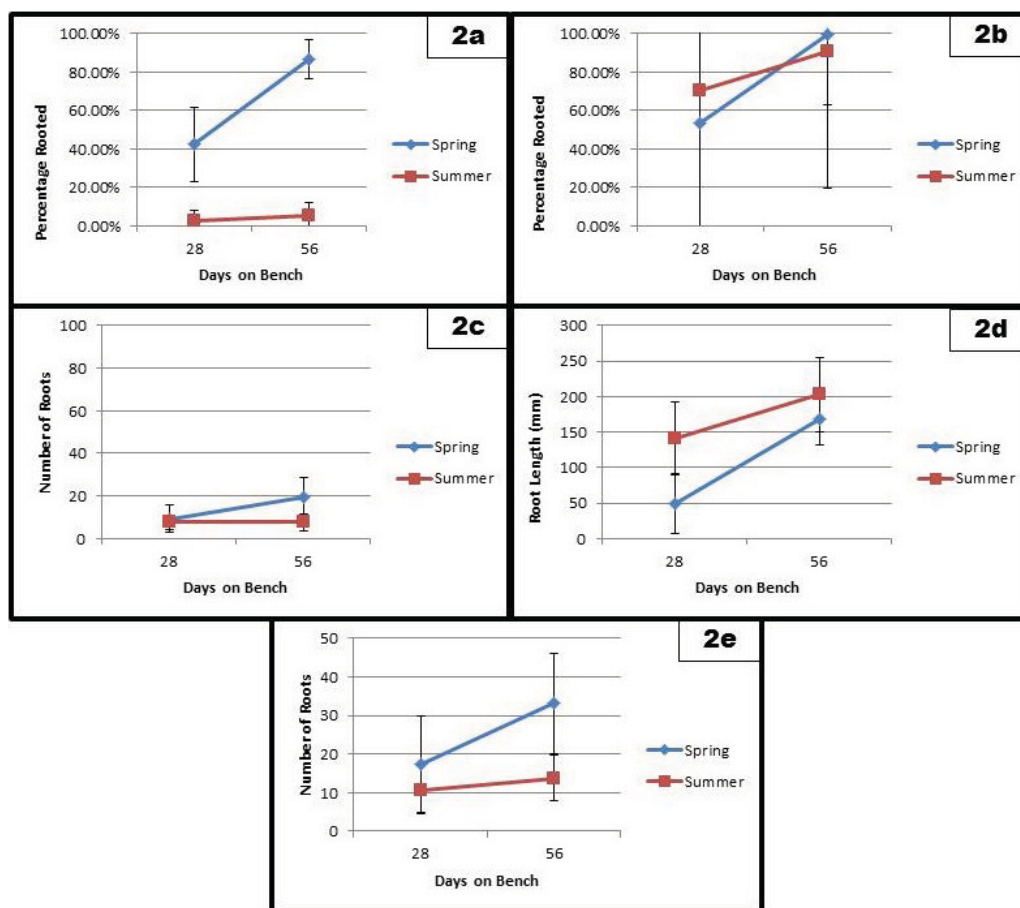 2a
100.00%
80.00%
60.00%
40.00%
20.00%
0.00%
Percentage Rooted
28
56
Days on Bench
Spring
Summer
2b
100.00%
80.00%
60.00%
40.00%
20.00%
0.00%
Percentage Rooted
28
56
Days on Bench
Spring
Summer
2c
100
80
60
40
20
0
Number of Roots
28
56
Days on Bench
Spring
Summer
2d
300
250
200
150
100
50
0
Root Length (mm)
28
56
Days on Bench
Spring
Summer
2e
50
40
30
20
10
0
Number of Roots
28
56
Days on Bench
Spring
Summer